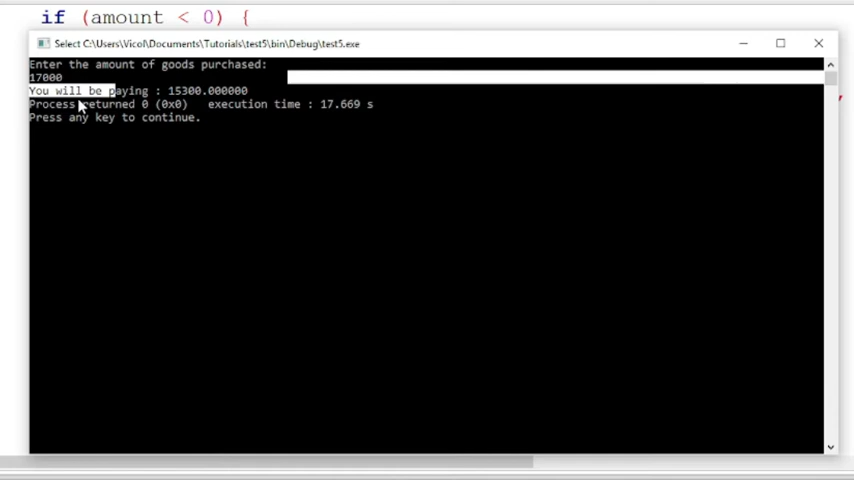 if (amount < 0) {
Select C:\Users\Vicol\Documents\Tutorials\test5\bin\Debug\test5.exe
Enter the amount of goods purchased:
17000
You will be paying : 15300.000000
Process returned 0 (0x0)   execution time : 17.669 s
Press any key to continue.